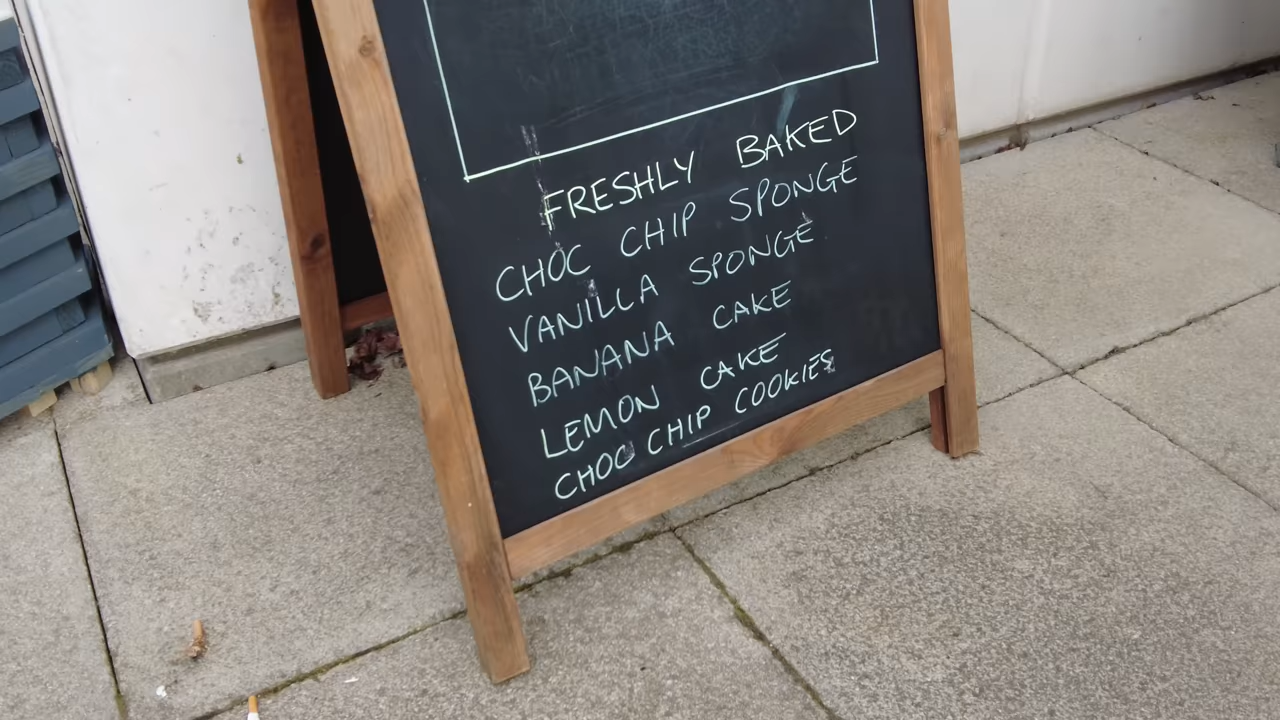 FRESHLY BAKED
CHOC CHIP SPONGE
VANILLA SPONGE
BANANA CAKE
LEMON CAKE
CHOC CHIP COOKIES